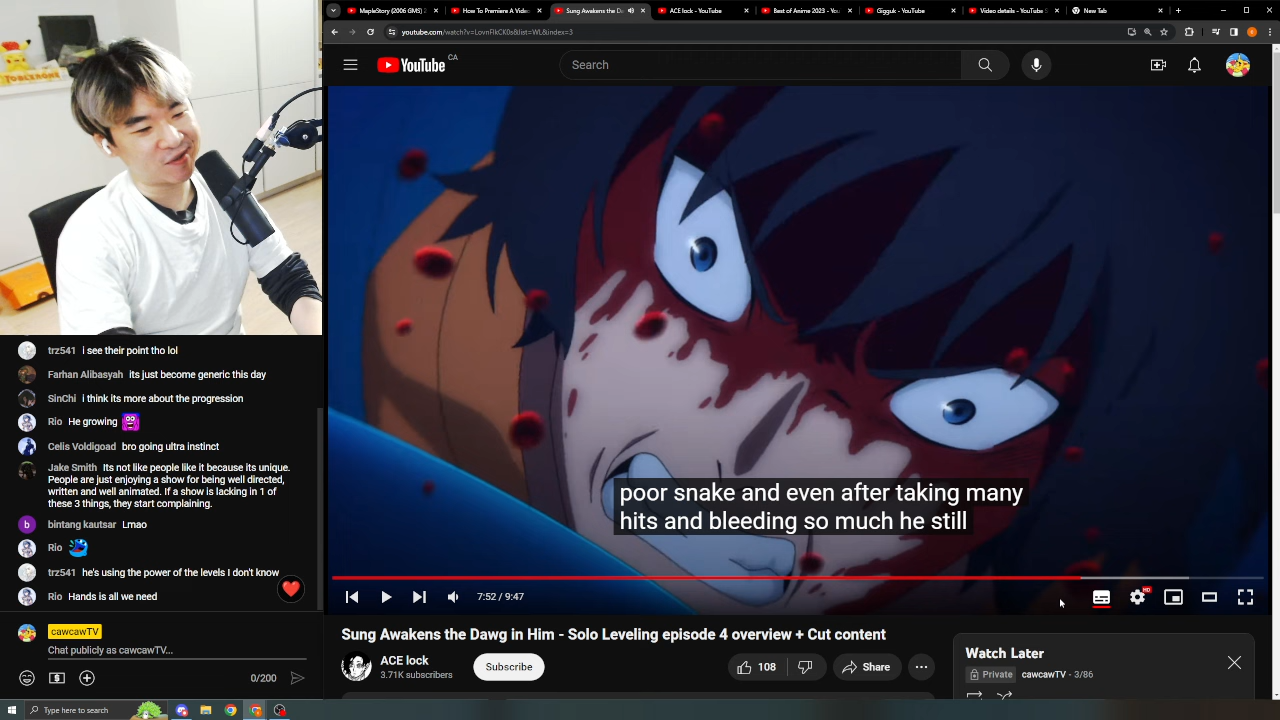 MapleStory (2006 GMS) 2
How To Premiere A Vide
Sung Awakens the Da
ACE lock - YouTube
Best of Anime 2023 - You
Gigguk - YouTube
Video details - YouTube S
New Tab
youtube.com/watch?v=LovnFlkCK0s&list=WL&index=3
YouTube CA
Search
TOBLERONE
poor snake and even after taking many
hits and bleeding so much he still
7:52 / 9:47
HD
Sung Awakens the Dawg in Him - Solo Leveling episode 4 overview + Cut content
ACE lock
3.71K subscribers
Subscribe
108
Share
Watch Later
Private cawcawTV - 3/86
trz541 i see their point tho lol
Farhan Alibasyah its just become generic this day
SinChi i think its more about the progression
Rio He growing
Celis Voldigoad bro going ultra instinct
Jake Smith Its not like people like it because its unique.
People are just enjoying a show for being well directed,
written and well animated. If a show is lacking in 1 of
these 3 things, they start complaining.
b bintang kautsar Lmao
Rio
trz541 he's using the power of the levels I don't know
Rio Hands is all we need
cawcawTV
Chat publicly as cawcawTV...
0/200
Type here to search